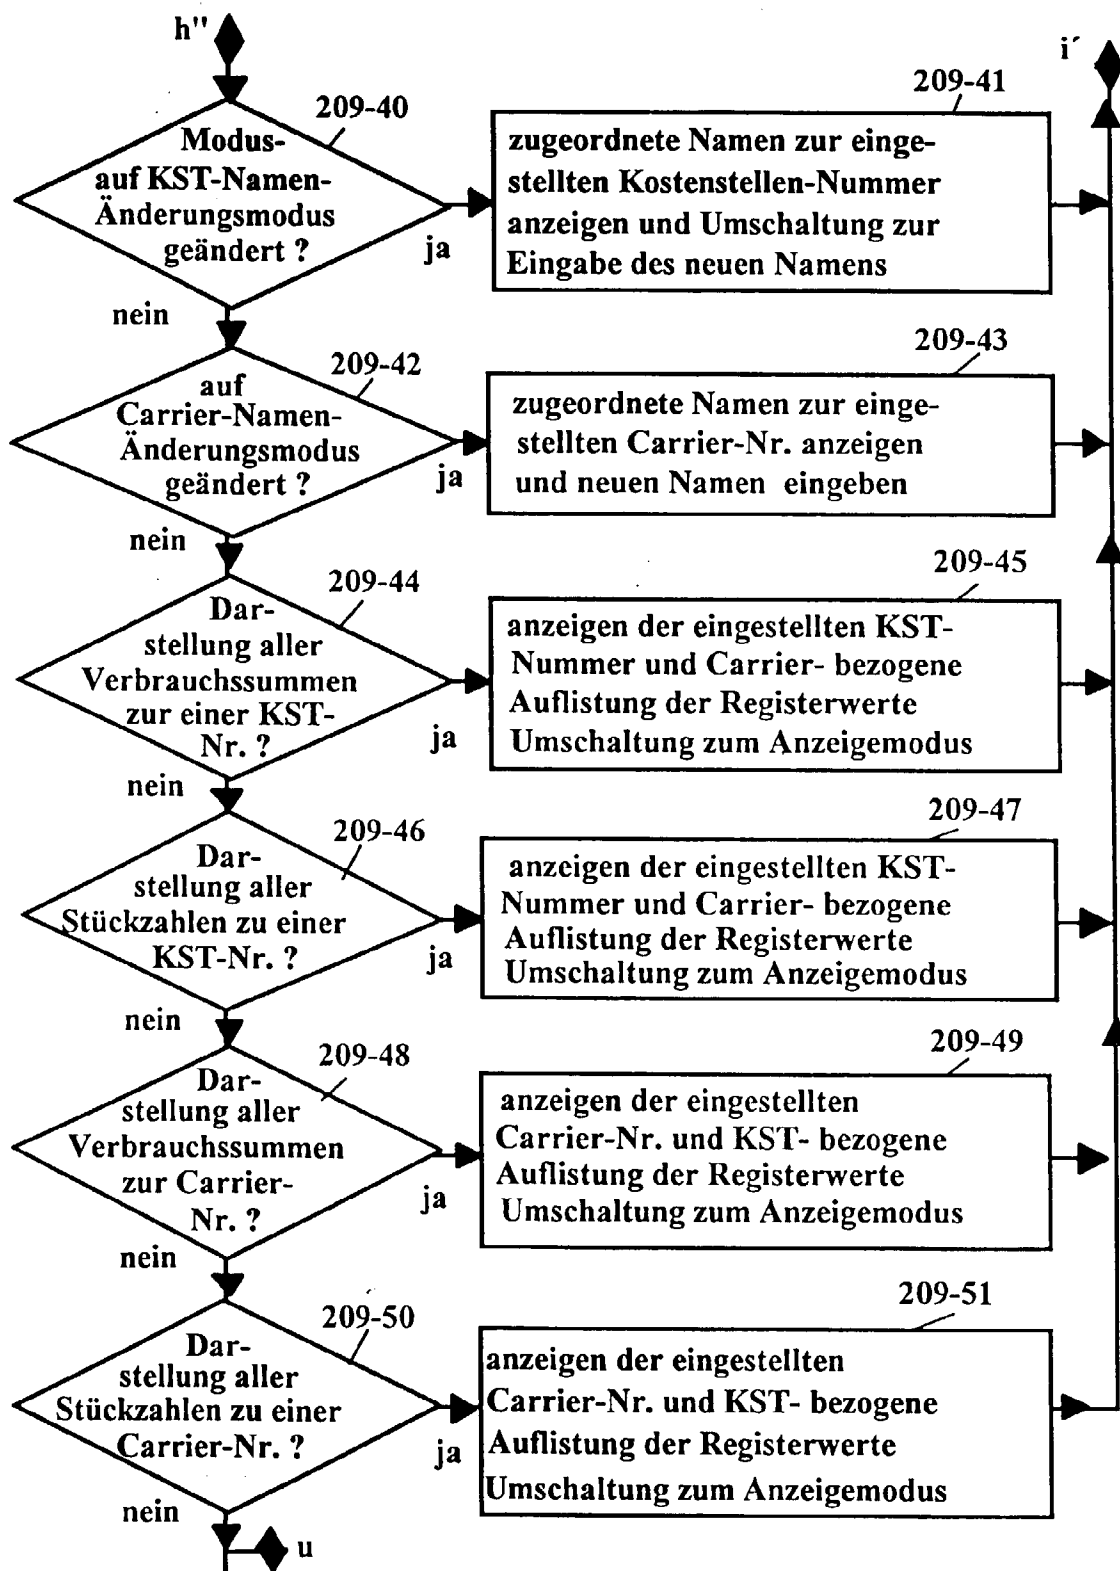 h''
i´
209-40
Modus-
auf KST-Namen-
Änderungsmodus
geändert ?
ja
nein
209-41
zugeordnete Namen zur einge-
stellten Kostenstellen-Nummer
anzeigen und Umschaltung zur
Eingabe des neuen Namens
209-42
auf
Carrier-Namen-
Änderungsmodus
geändert ?
ja
nein
209-43
zugeordnete Namen zur einge-
stellten Carrier-Nr. anzeigen
und neuen Namen eingeben
209-44
Dar-
stellung aller
Verbrauchssummen
zur einer KST-
Nr. ?
ja
nein
209-45
anzeigen der eingestellten KST-
Nummer und Carrier- bezogene
Auflistung der Registerwerte
Umschaltung zum Anzeigemodus
209-46
Dar-
stellung aller
Stückzahlen zu einer
KST-Nr. ?
ja
nein
209-47
anzeigen der eingestellten KST-
Nummer und Carrier- bezogene
Auflistung der Registerwerte
Umschaltung zum Anzeigemodus
209-48
Dar-
stellung aller
Verbrauchssummen
zur Carrier-
Nr. ?
ja
nein
209-49
anzeigen der eingestellten
Carrier-Nr. und KST- bezogene
Auflistung der Registerwerte
Umschaltung zum Anzeigemodus
209-50
Dar-
stellung aller
Stückzahlen zu einer
Carrier-Nr. ?
ja
nein
209-51
anzeigen der eingestellten
Carrier-Nr. und KST- bezogene
Auflistung der Registerwerte
Umschaltung zum Anzeigemodus
u